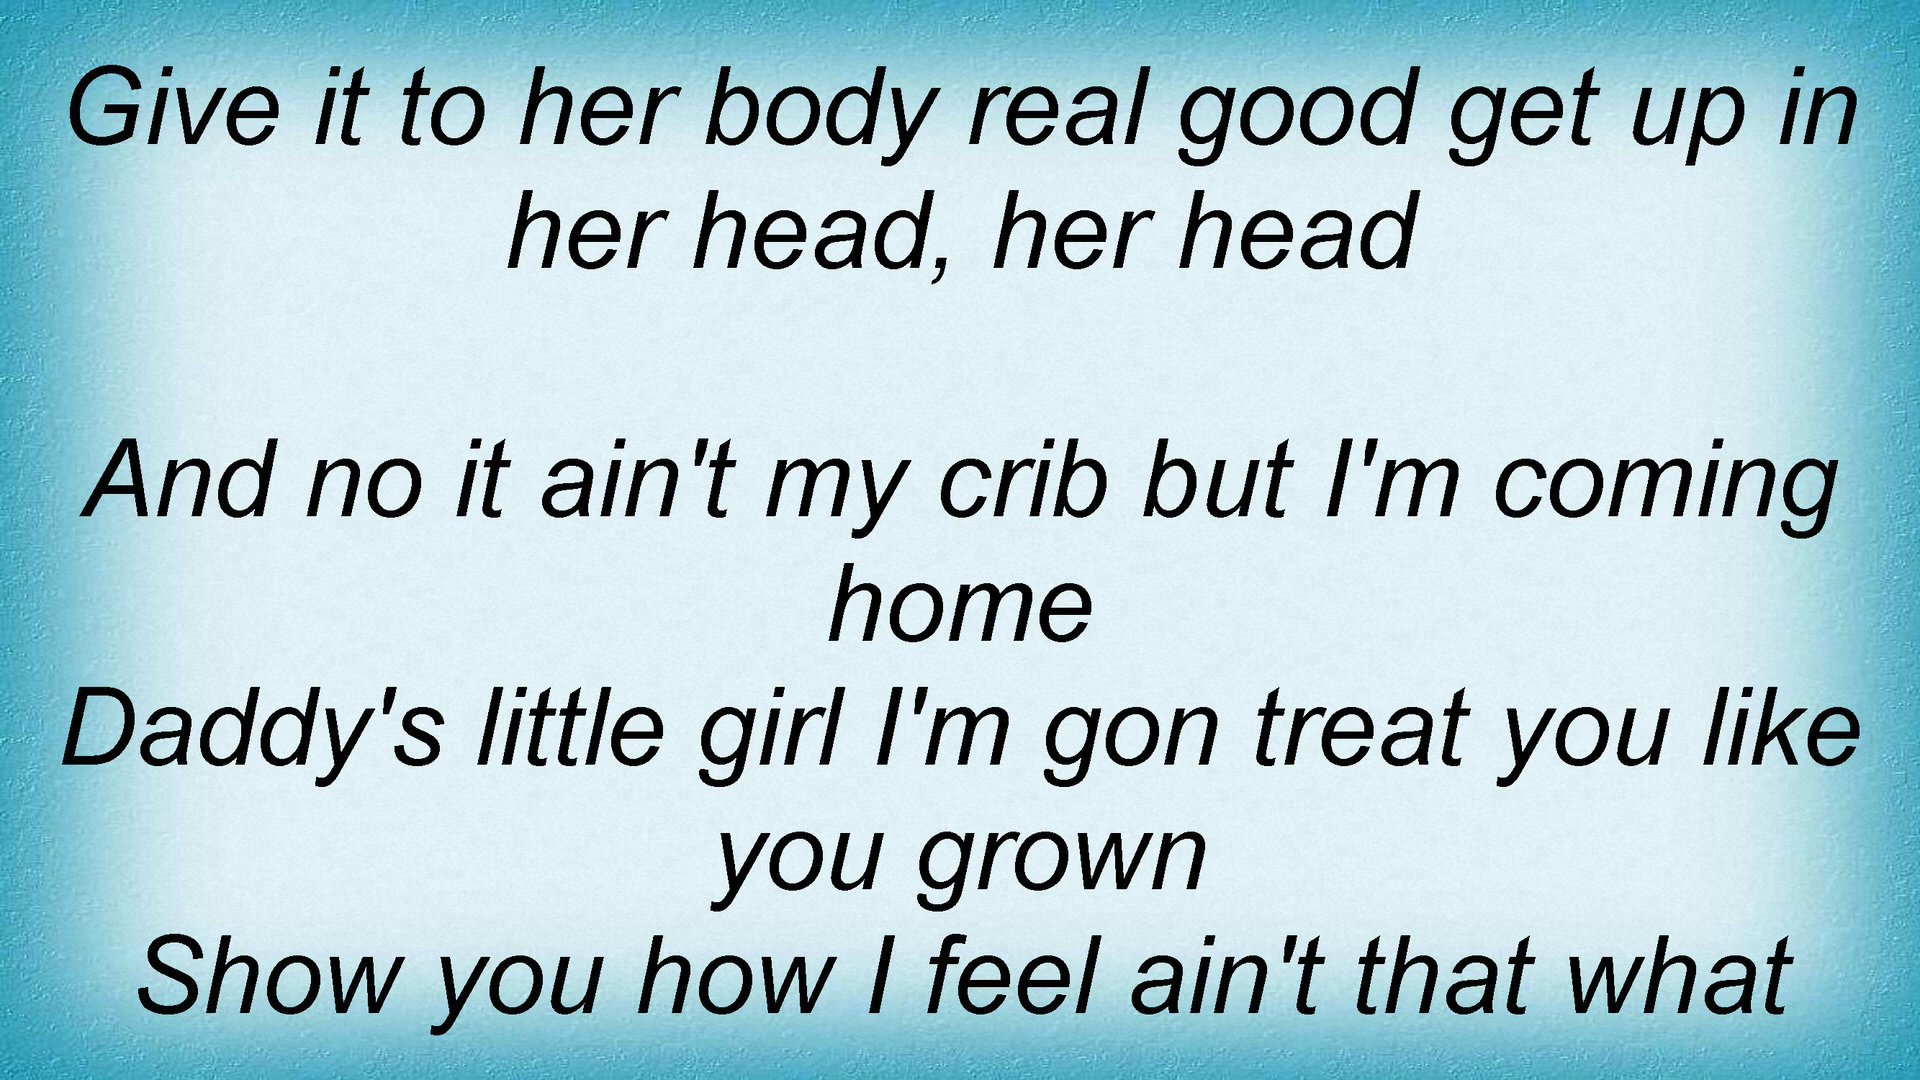 Give it to her body real good get up in
her head, her head
And no it ain't my crib but I'm coming
home
Daddy's little girl I'm gon treat you like
you grown
Show you how I feel ain't that what